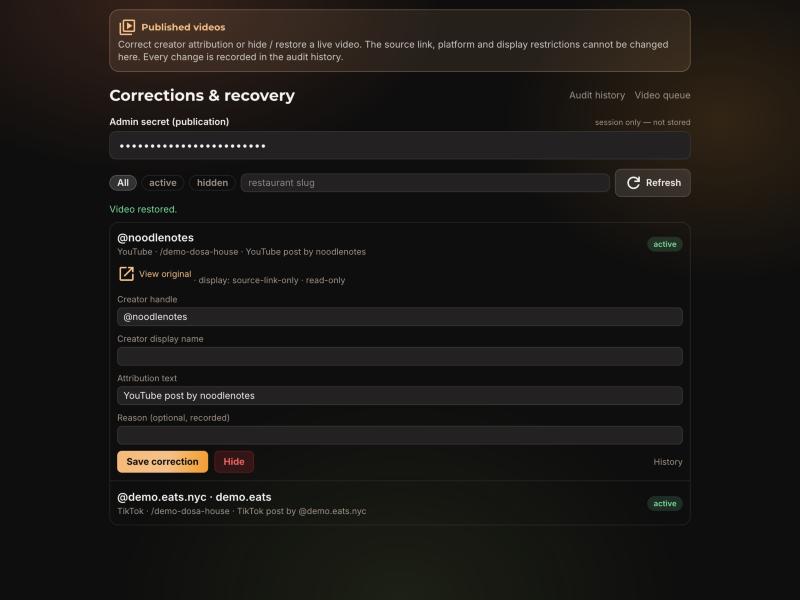 Published videos
Correct creator attribution or hide / restore a live video. The source link, platform and display restrictions cannot be changed
here. Every change is recorded in the audit history.
Corrections & recovery
Audit history Video queue
Admin secret (publication)
session only — not stored
••••••••••••••••••••••••
All active hidden restaurant slug Refresh
Video restored.
@noodlenotes
YouTube · /demo-dosa-house · YouTube post by noodlenotes
active
View original · display: source-link-only · read-only
Creator handle
@noodlenotes
Creator display name
Attribution text
YouTube post by noodlenotes
Reason (optional, recorded)
Save correction Hide History
@demo.eats.nyc · demo.eats
TikTok · /demo-dosa-house · TikTok post by @demo.eats.nyc
active